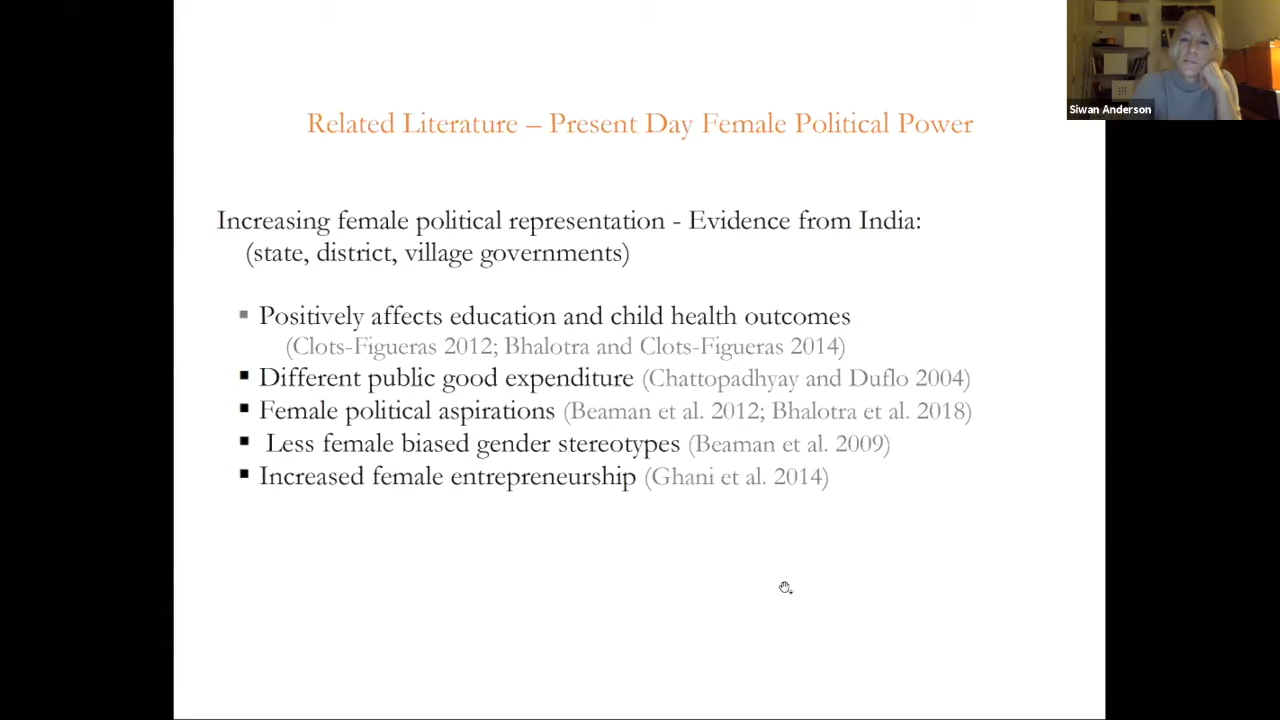 Siwan Anderson
Related Literature – Present Day Female Political Power
Increasing female political representation - Evidence from India:
(state, district, village governments)
▪ Positively affects education and child health outcomes
(Clots-Figueras 2012; Bhalotra and Clots-Figueras 2014)
▪ Different public good expenditure (Chattopadhyay and Duflo 2004)
▪ Female political aspirations (Beaman et al. 2012; Bhalotra et al. 2018)
▪ Less female biased gender stereotypes (Beaman et al. 2009)
▪ Increased female entrepreneurship (Ghani et al. 2014)